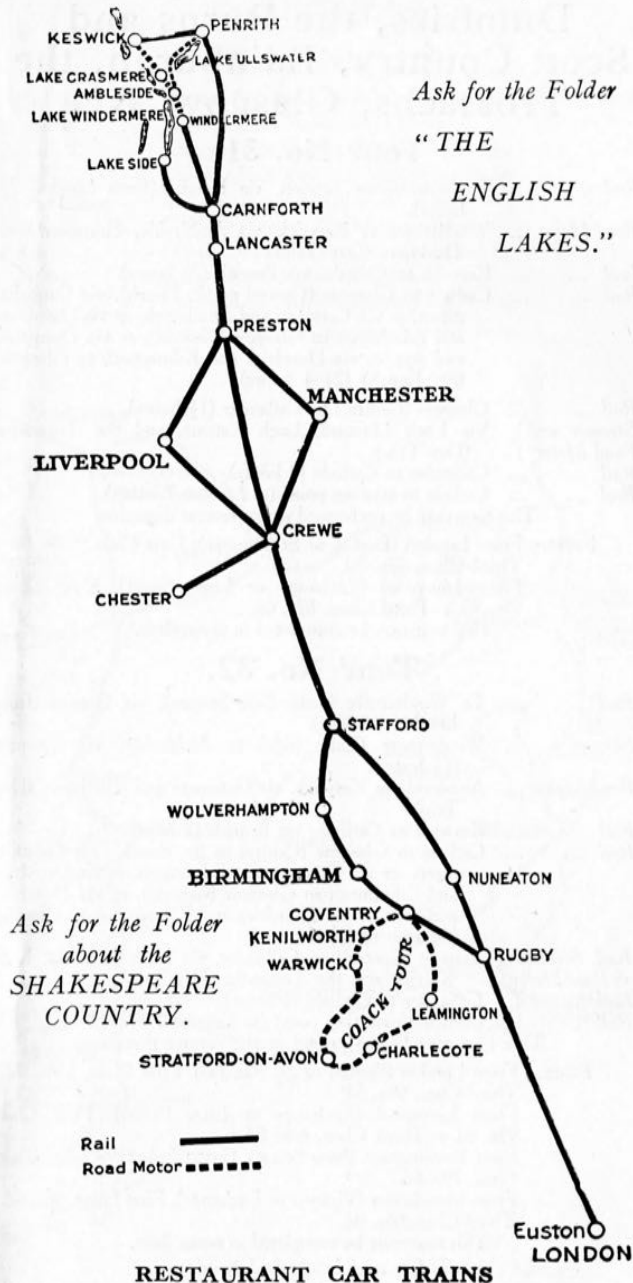 PENRITH
KESWICK
LAKE ULLSWATER
LAKE GRASMERE
AMBLESIDE
LAKE WINDERMERE
WINDERMERE
LAKE SIDE
CARNFORTH
LANCASTER
Ask for the Folder
"THE
ENGLISH
LAKES."
PRESTON
MANCHESTER
LIVERPOOL
CREWE
CHESTER
STAFFORD
WOLVERHAMPTON
BIRMINGHAM
NUNEATON
COVENTRY
KENILWORTH
WARWICK
RUGBY
COACK TOUR
LEAMINGTON
CHARLECOTE
STRATFORD-ON-AVON
Ask for the Folder
about the
SHAKESPEARE
COUNTRY.
Rail
Road Motor
Euston
LONDON
RESTAURANT CAR TRAINS